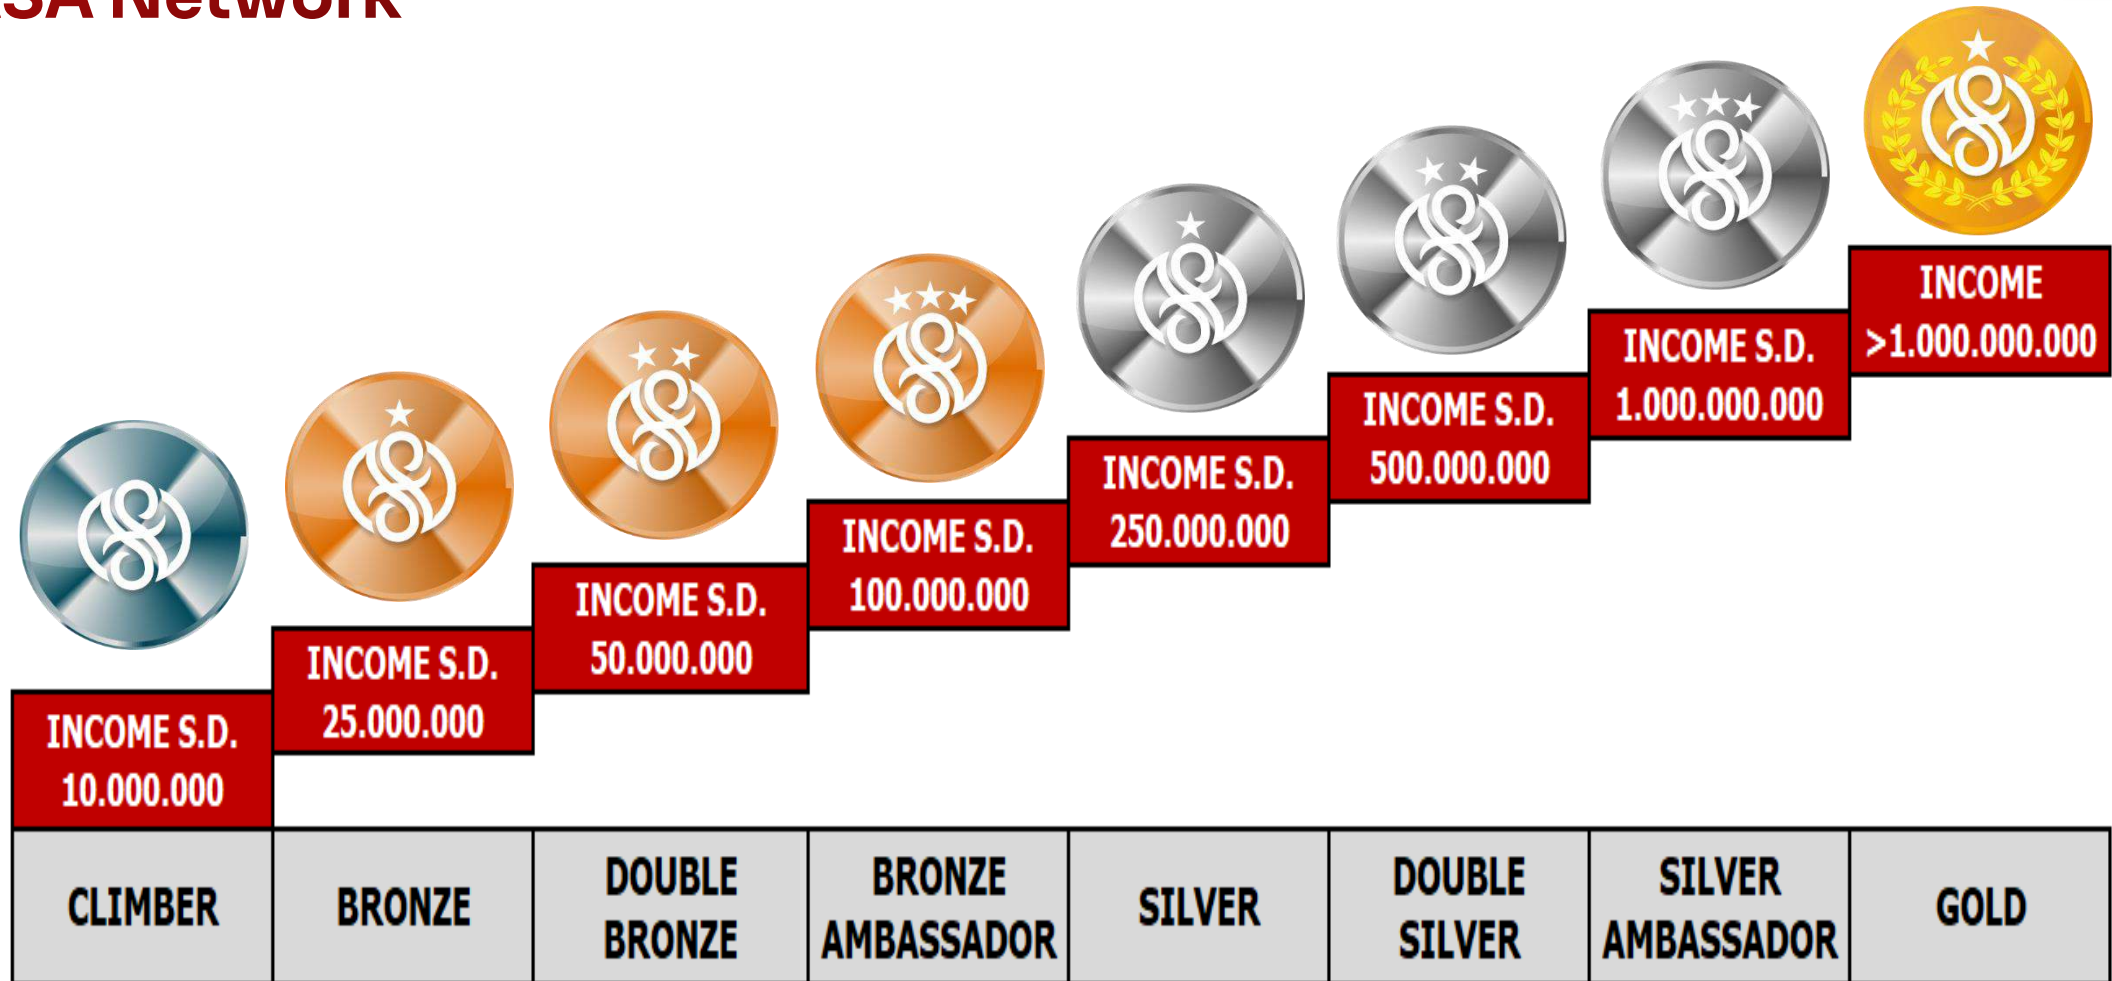 SA Network
INCOME
>1.000.000.000
INCOME S.D.
1.000.000.000
INCOME S.D.
500.000.000
INCOME S.D.
250.000.000
INCOME S.D.
100.000.000
INCOME S.D.
50.000.000
INCOME S.D.
25.000.000
INCOME S.D.
10.000.000
CLIMBER
BRONZE
DOUBLE
BRONZE
BRONZE
AMBASSADOR
SILVER
DOUBLE
SILVER
SILVER
AMBASSADOR
GOLD